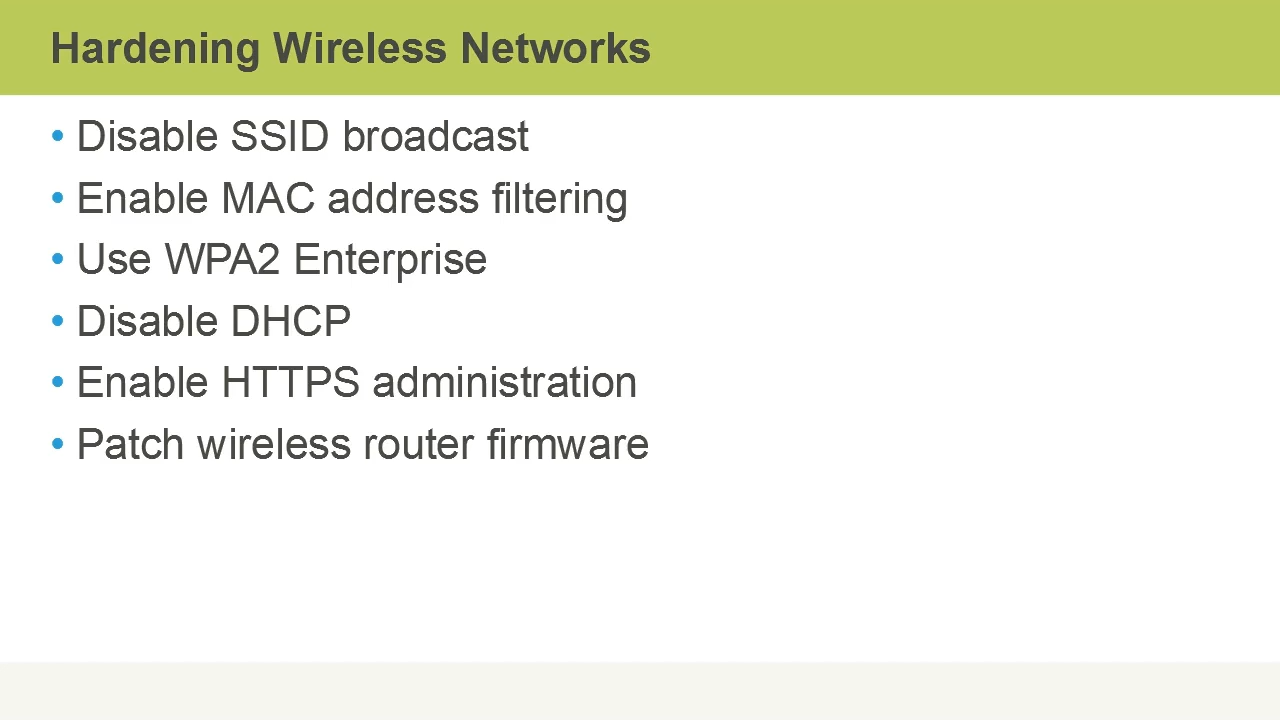 Hardening Wireless Networks
• Disable SSID broadcast
• Enable MAC address filtering
• Use WPA2 Enterprise
• Disable DHCP
• Enable HTTPS administration
• Patch wireless router firmware